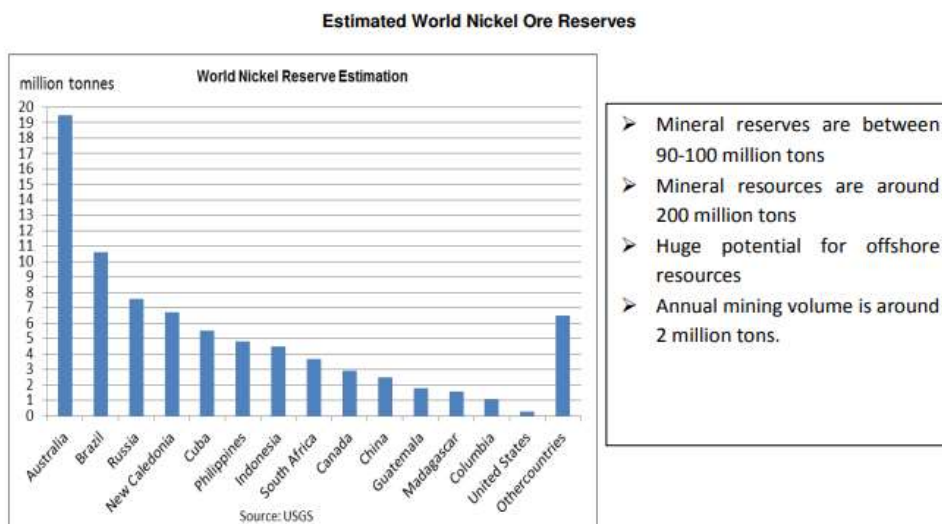 Estimated World Nickel Ore Reserves
World Nickel Reserve Estimation
million tonnes
20
19
18
17
16
15
14
13
12
11
10
9
8
7
6
5
4
3
2
1
0
Australia
Brazil
Russia
New Caledonia
Cuba
Philippines
Indonesia
South Africa
Canada
China
Guatemala
Madagascar
Columbia
United States
Othercountries
Source: USGS
➢ Mineral reserves are between
90-100 million tons
➢ Mineral resources are around
200 million tons
➢ Huge potential for offshore
resources
➢ Annual mining volume is around
2 million tons.